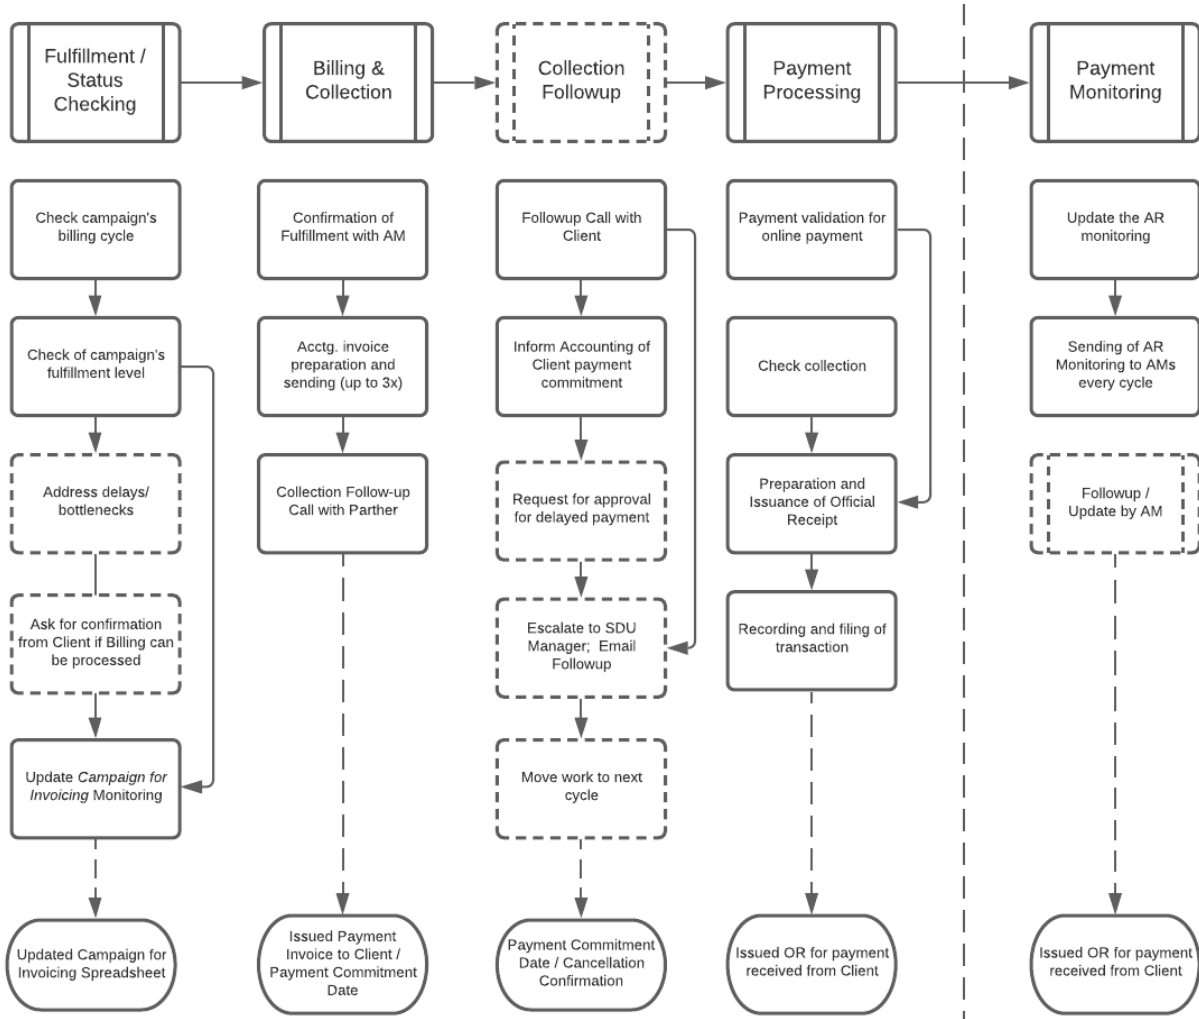 Fulfillment /
Status
Checking
Billing &
Collection
Collection
Followup
Payment
Processing
Payment
Monitoring
Check campaign's
billing cycle
Check of campaign's
fulfillment level
Address delays/
bottlenecks
Ask for confirmation
from Client if Billing can
be processed
Update Campaign for
Invoicing Monitoring
Updated Campaign for
Invoicing Spreadsheet
Confirmation of
Fulfillment with AM
Acctg. invoice
preparation and
sending (up to 3x)
Collection Follow-up
Call with Parther
Issued Payment
Invoice to Client /
Payment Commitment
Date
Followup Call with
Client
Inform Accounting of
Client payment
commitment
Request for approval
for delayed payment
Escalate to SDU
Manager; Email
Followup
Move work to next
cycle
Payment Commitment
Date / Cancellation
Confirmation
Payment validation for
online payment
Check collection
Preparation and
Issuance of Official
Receipt
Recording and filing of
transaction
Issued OR for payment
received from Client
Update the AR
monitoring
Sending of AR
Monitoring to AMs
every cycle
Followup /
Update by AM
Issued OR for payment
received from Client